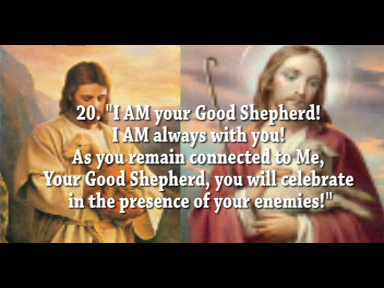 20. "I AM your Good Shepherd!
I AM always with you!
As you remain connected to Me,
Your Good Shepherd, you will celebrate
in the presence of your enemies!"